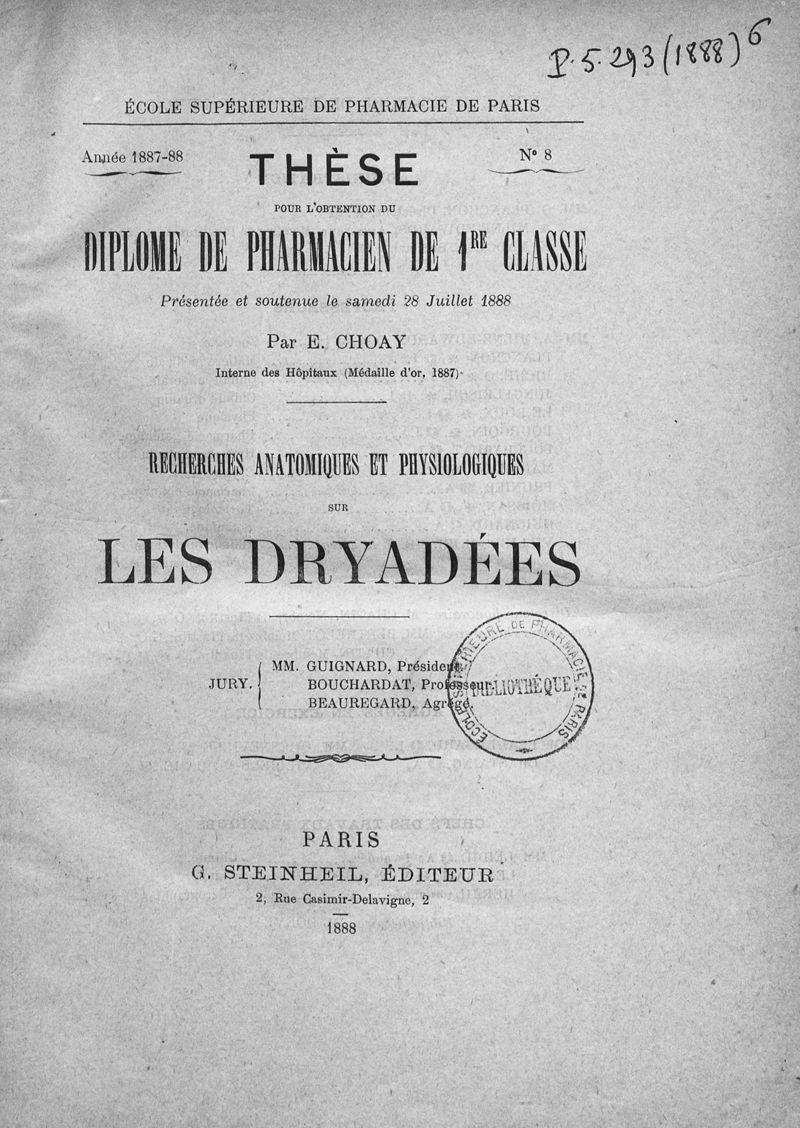 P.5.293 (1888) 6
ÉCOLE SUPÉRIEURE DE PHARMACIE DE PARIS
Année 1887-88
THÈSE
Nº 8
POUR L'OBTENTION DU
DIPLOME DE PHARMACIEN DE 1RE CLASSE
Présentée et soutenue le samedi 28 Juillet 1888
Par E. CHOAY
Interne des Hôpitaux (Médaille d'or, 1887).
RECHERCHES ANATOMIQUES ET PHYSIOLOGIQUES
SUR
LES DRYADÉES
JURY.
MM. GUIGNARD, Président.
BOUCHARDAT, Professeur.
BEAUREGARD, Agrégé.
ÉCOLE SUPÉRIEURE DE PHARMACIE DE PARIS
BIBLIOTHÉQUE
PARIS
G. STEINHEIL, ÉDITEUR
2, Rue Casimir-Delavigne, 2
1888